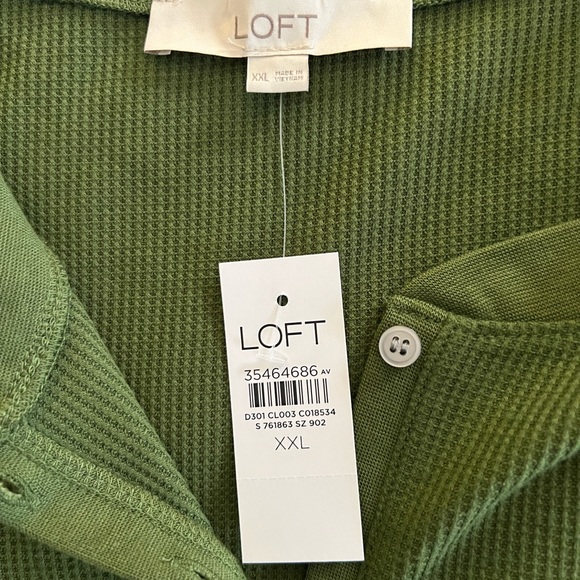 LOFT
XXL MADE IN
VIETNAM
LOFT
35464686 AV
D301 CL003 C018534
S 761863 SZ 902
XXL